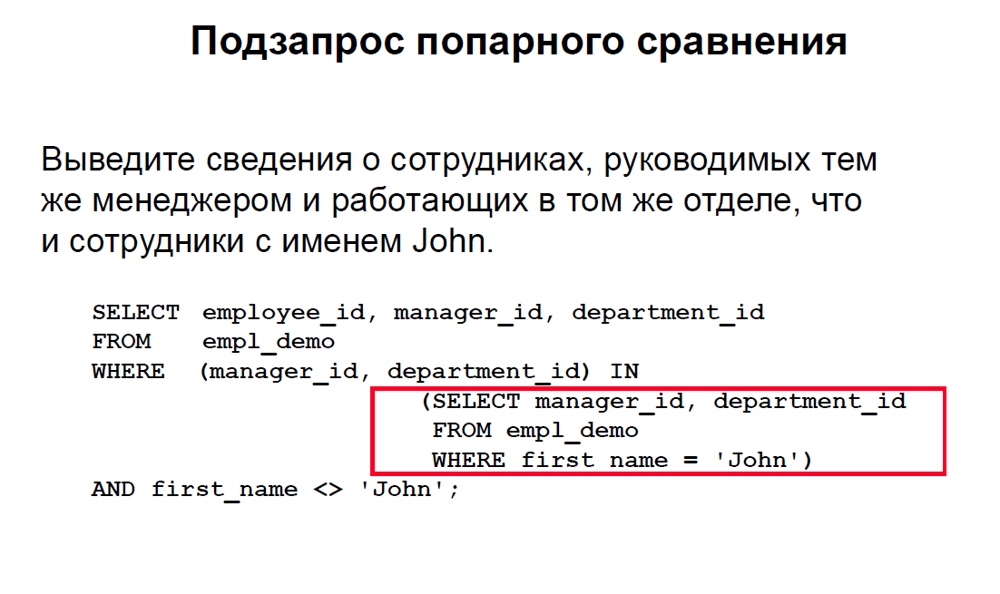 Подзапрос попарного сравнения
Выведите сведения о сотрудниках, руководимых тем
же менеджером и работающих в том же отделе, что
и сотрудники с именем John.
SELECT employee_id, manager_id, department_id
FROM empl_demo
WHERE (manager_id, department_id) IN
(SELECT manager_id, department_id
FROM empl_demo
WHERE first name = 'John')
AND first_name <> 'John';